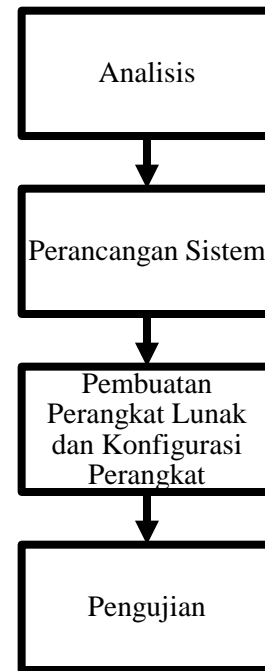 Analisis
Perancangan Sistem
Pembuatan
Perangkat Lunak
dan Konfigurasi
Perangkat
Pengujian